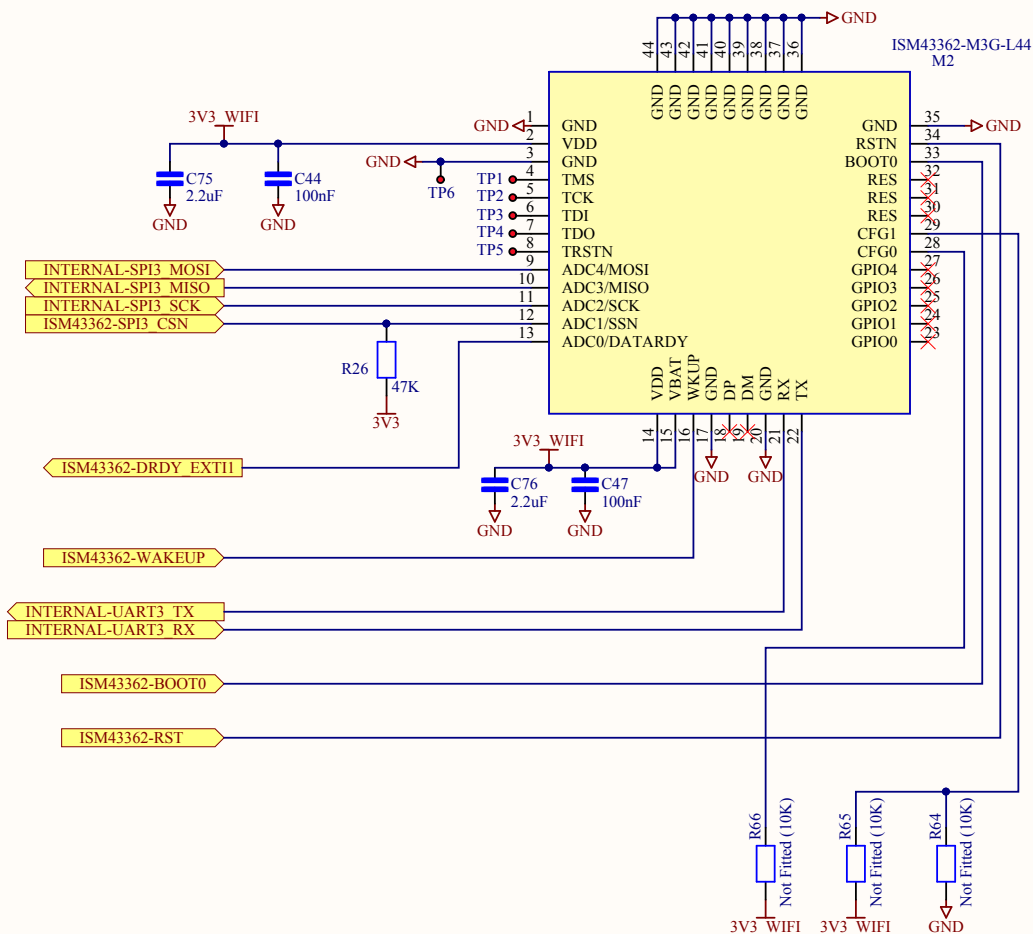 GND
44 43 42 41 40 39 38 37 36
ISM43362-M3G-L44
M2
GND GND GND GND GND GND GND GND GND
3V3_WIFI
GND 1 GND
GND 35 GND
2 VDD
RSTN 34
GND 3 GND
BOOT0 33
TP6
TP1 4 TMS
RES 32
C75
2.2uF
C44
100nF
TP2 5 TCK
RES 31
TP3 6 TDI
RES 30
GND
GND
TP4 7 TDO
CFG1 29
TP5 8 TRSTN
CFG0 28
INTERNAL-SPI3_MOSI 9 ADC4/MOSI
GPIO4 27
INTERNAL-SPI3_MISO 10 ADC3/MISO
GPIO3 26
INTERNAL-SPI3_SCK 11 ADC2/SCK
GPIO2 25
ISM43362-SPI3_CSN 12 ADC1/SSN
GPIO1 24
13 ADC0/DATARDY
GPIO0 23
R26
47K
3V3
VDD VBAT WKUP GND DP DM GND RX TX
14 15 16 17 18 19 20 21 22
3V3_WIFI
ISM43362-DRDY_EXTI1
GND GND
C76
2.2uF
C47
100nF
GND
GND
ISM43362-WAKEUP
INTERNAL-UART3_TX
INTERNAL-UART3_RX
ISM43362-BOOT0
ISM43362-RST
R66
Not Fitted (10K)
R65
Not Fitted (10K)
R64
Not Fitted (10K)
3V3_WIFI
3V3_WIFI
GND